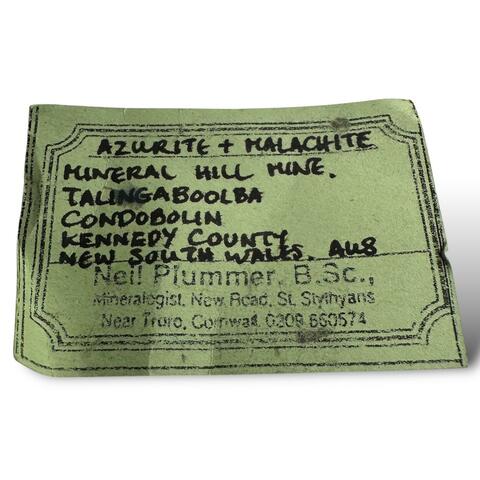 AZURITE + MALACHITE
MINERAL HILL MINE.
TALINGABOOLBA
CONDOBOLIN
KENNEDY COUNTY
NEW SOUTH WALES. AUS
Neil Plummer, B.Sc.,
Mineralogist, New Road, St. Stythyans
Near Truro, Cornwall. 0209 860574